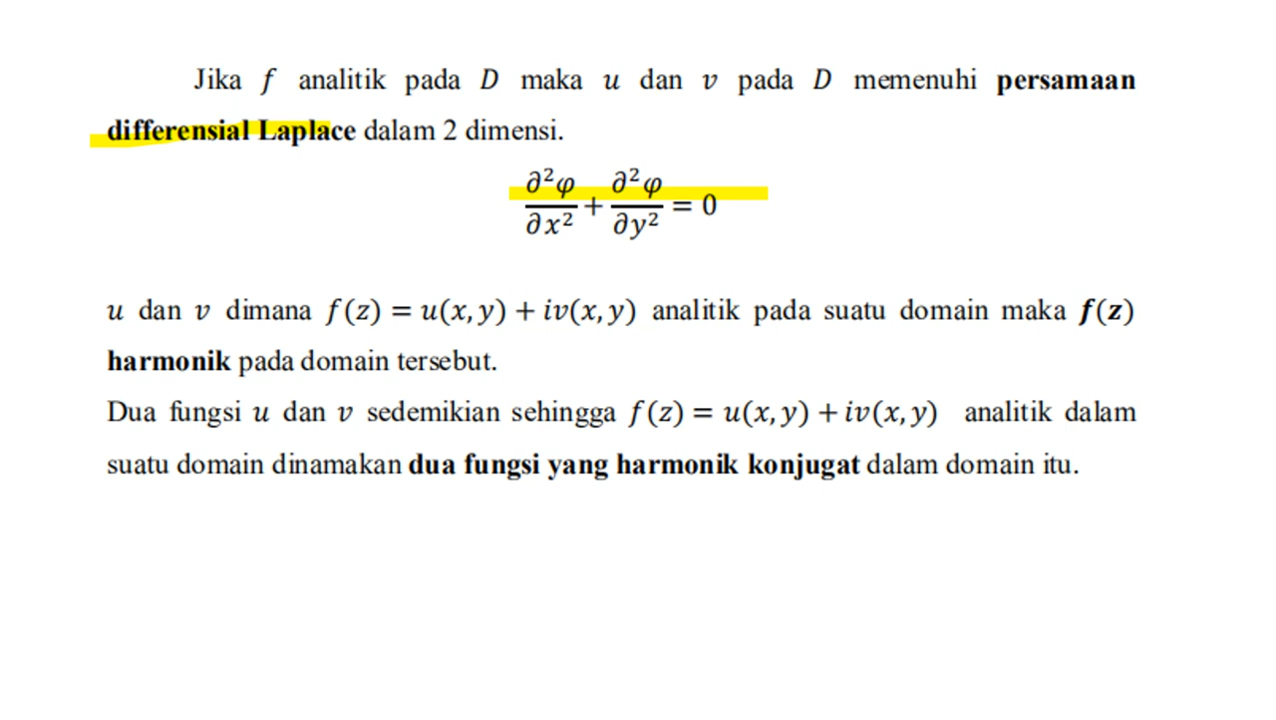 Jika f analitik pada D maka u dan v pada D memenuhi persamaan
differensial Laplace dalam 2 dimensi.
∂²φ/∂x² + ∂²φ/∂y² = 0
u dan v dimana f(z) = u(x, y) + iv(x, y) analitik pada suatu domain maka f(z)
harmonik pada domain tersebut.
Dua fungsi u dan v sedemikian sehingga f(z) = u(x, y) + iv(x, y) analitik dalam
suatu domain dinamakan dua fungsi yang harmonik konjugat dalam domain itu.